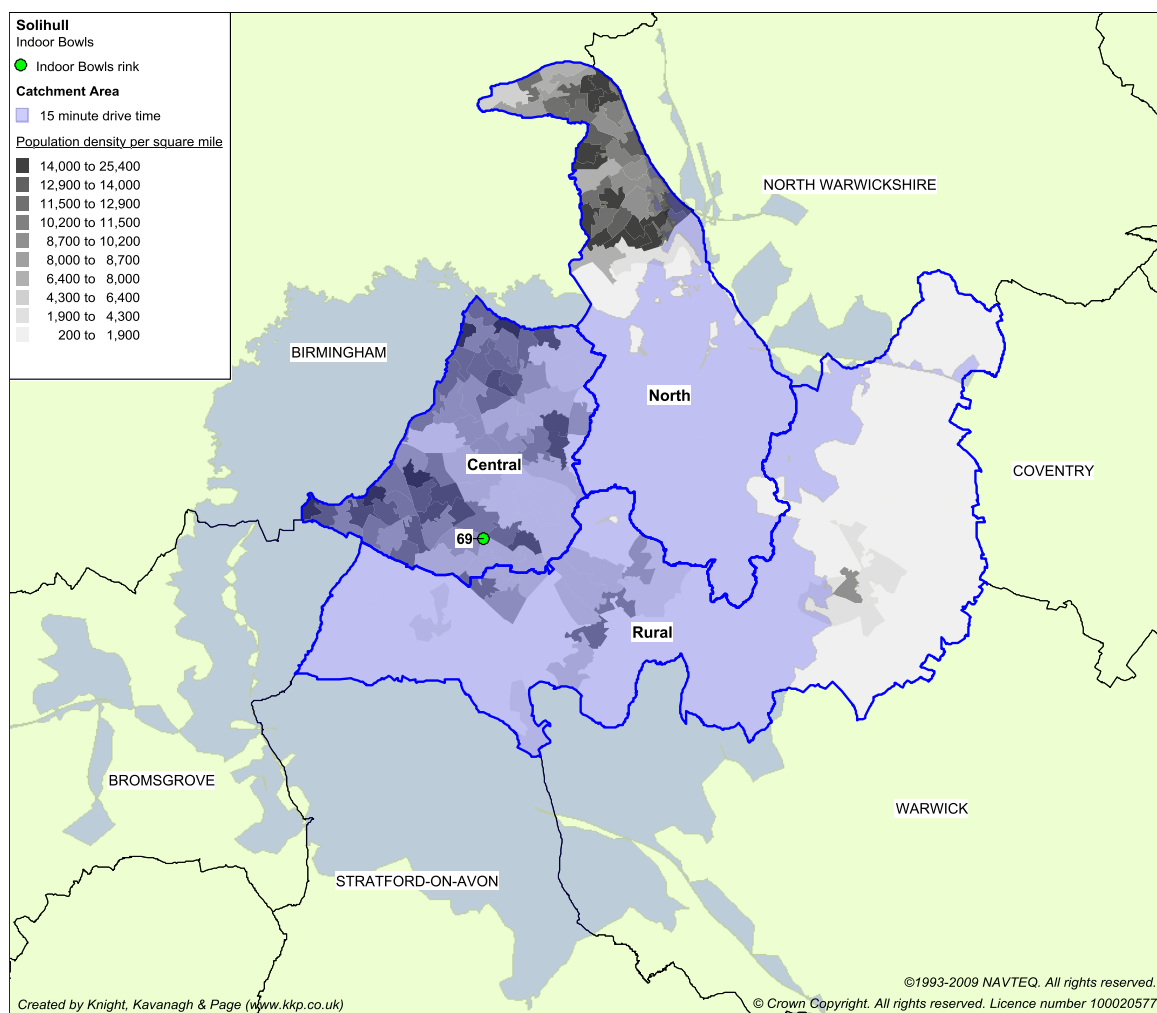 Solihull
Indoor Bowls
Indoor Bowls rink
Catchment Area
15 minute drive time
Population density per square mile
14,000 to 25,400
12,900 to 14,000
11,500 to 12,900
10,200 to 11,500
8,700 to 10,200
8,000 to 8,700
6,400 to 8,000
4,300 to 6,400
1,900 to 4,300
200 to 1,900
NORTH WARWICKSHIRE
BIRMINGHAM
North
Central
COVENTRY
69
Rural
BROMSGROVE
WARWICK
STRATFORD-ON-AVON
©1993-2009 NAVTEQ. All rights reserved.
Created by Knight, Kavanagh & Page (www.kkp.co.uk)
© Crown Copyright. All rights reserved. Licence number 100020577